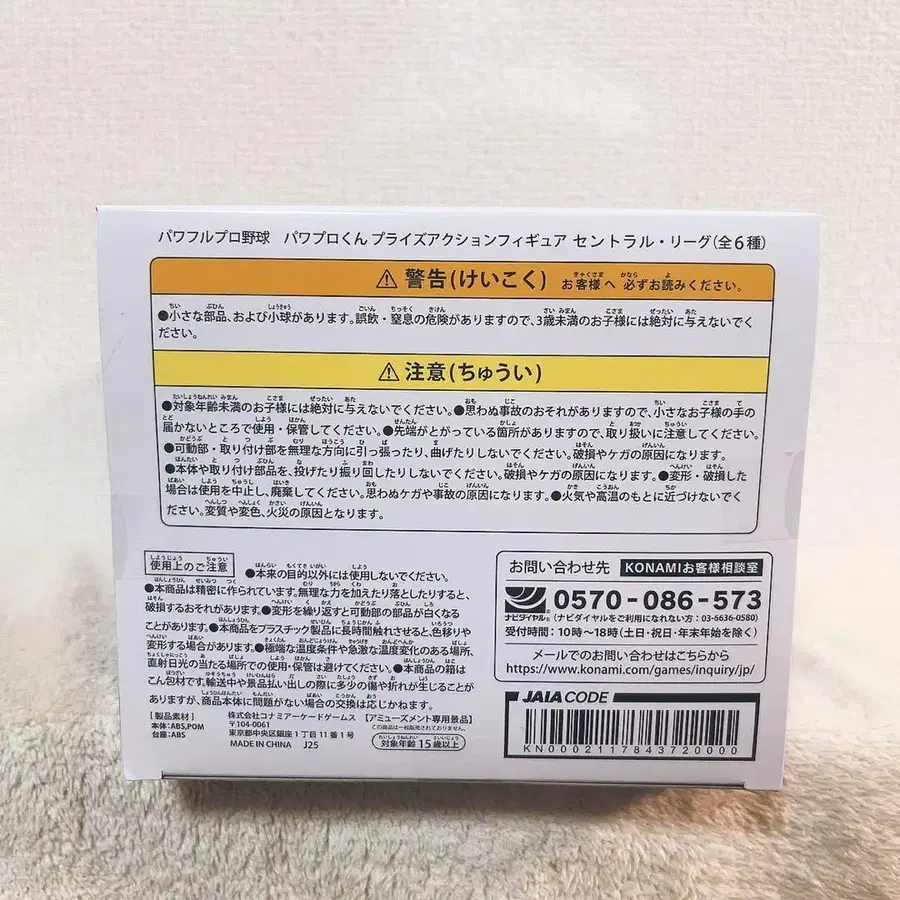 パワフルプロ野球　パワプロくん プライズアクションフィギュア セントラル・リーグ(全6種)
⚠ 警告(けいこく) お客様へ 必ずお読みください。
●小さな部品、および小球があります。誤飲・窒息の危険がありますので、3歳未満のお子様には絶対に与えないでく
ださい。
⚠ 注意(ちゅうい)
●対象年齢未満のお子様には絶対に与えないでください。●思わぬ事故のおそれがありますので、小さなお子様の手の
届かないところで使用・保管してください。●先端がとがっている箇所がありますので、取り扱いに注意してください。
●可動部・取り付け部を無理な方向に引っ張ったり、曲げたりしないでください。破損やケガの原因になります。
●本体や取り付け部品を、投げたり振り回したりしないでください。破損やケガの原因になります。●変形・破損した
場合は使用を中止し、廃棄してください。思わぬケガや事故の原因になります。●火気や高温のもとに近づけないでく
ださい。変質や変色、火災の原因となります。
使用上のご注意 ●本来の目的以外には使用しないでください。
●本商品は精密に作られています。無理な力を加えたり落としたりすると、
破損するおそれがあります。●変形を繰り返すと可動部の部品が白くなる
ことがあります。●本商品をプラスチック製品に長時間触れさせると、色移りや
変形する場合があります。●極端な温度条件や急激な温度変化のある場所、
直射日光の当たる場所での使用・保管は避けてください。●本商品の箱は
こん包材です。輸送中や景品払い出しの際に多少の傷や折れが生じることが
ありますが、商品本体に問題がない場合の交換は応じかねます。
[製品素材]
本体:ABS,POM
台座:ABS
株式会社コナミアーケードゲームス
〒104-0061
東京都中央区銀座1丁目11番1号
MADE IN CHINA J25
【アミューズメント専用景品】
この商品は一般販売されておりません。
対象年齢 15歳以上
お問い合わせ先 KONAMIお客様相談室
ナビダイヤル® 0570-086-573
(ナビダイヤルをご利用になれない方: 03-6636-0580)
受付時間:10時～18時(土日・祝日・年末年始を除く)
メールでのお問い合わせはこちらから
https://www.konami.com/games/inquiry/jp/
JAIA CODE
KN00021178437200​00